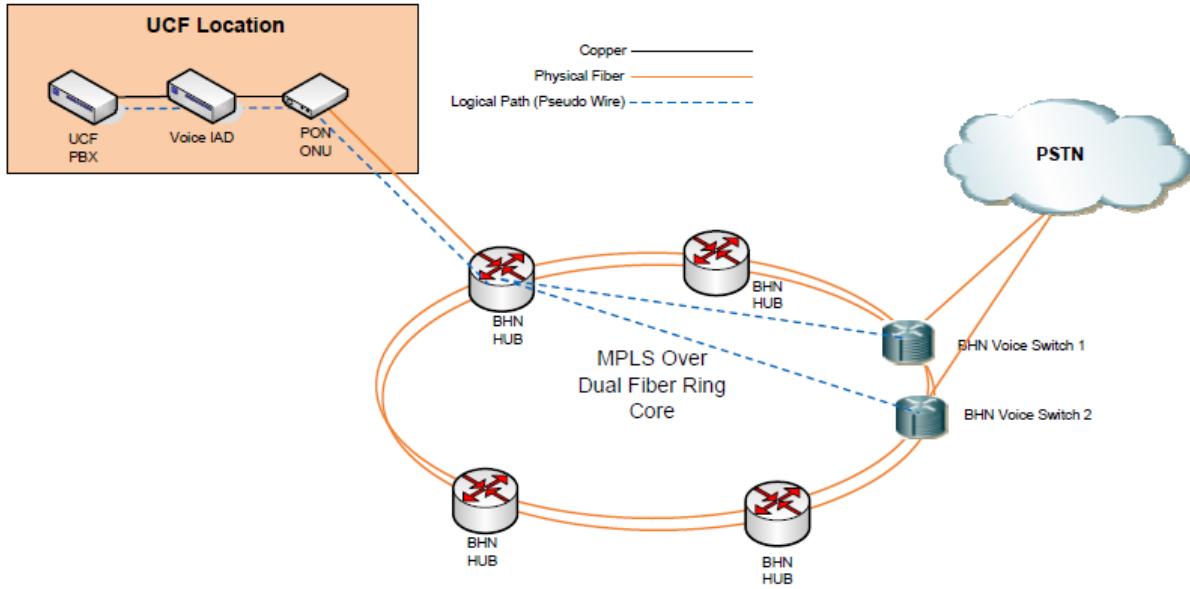 UCF Location
UCF
PBX
Voice IAD
PON
ONU
Copper
Physical Fiber
Logical Path (Pseudo Wire)
PSTN
BHN
HUB
BHN
HUB
BHN Voice Switch 1
MPLS Over
Dual Fiber Ring
Core
BHN Voice Switch 2
BHN
HUB
BHN
HUB